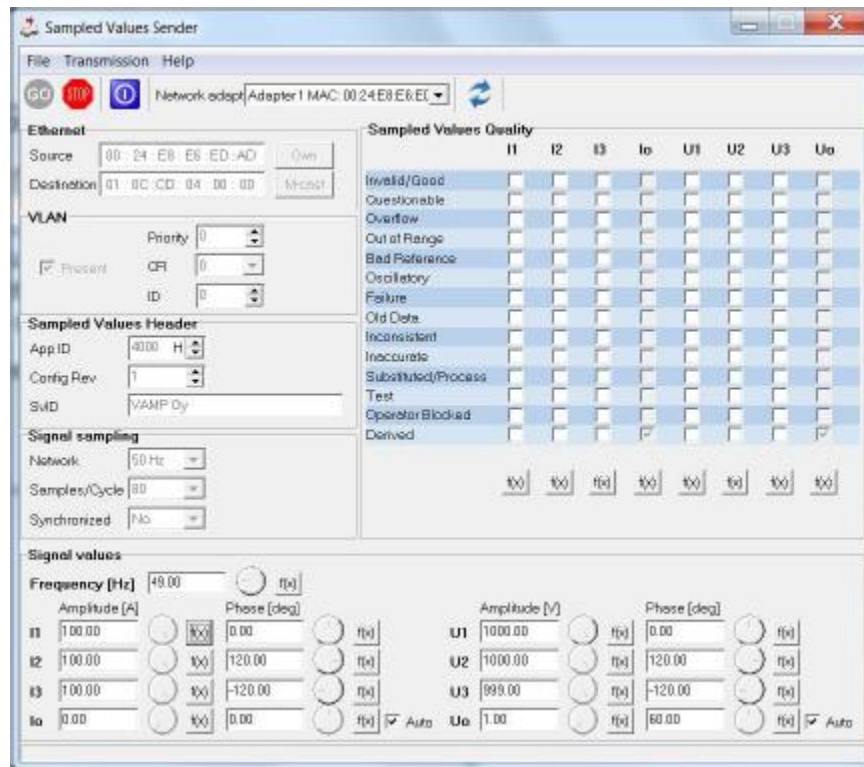 Sampled Values Sender
File Transmission Help
GO STOP Network adapt Adapter 1 MAC: 00:24:E8:E6:E
Ethernet
Source 00 : 24 :E8 : E6 :ED :AD Own
Destination 01 :0C :CD : 04 :00 : 00 M-cast
VLAN
Present
Priority 0
CFI 0
ID 0
Sampled Values Header
App ID 4000 H
Config Rev 1
SVID VAMP Oy
Signal sampling
Network 50 Hz
Samples/Cycle 80
Synchronized No
Sampled Values Quality
I1 I2 I3 Io U1 U2 U3 Uo
Invalid/Good
Questionable
Overflow
Out of Range
Bad Reference
Oscillatory
Failure
Old Data
Inconsistent
Inaccurate
Substituted/Process
Test
Operator Blocked
Derived
f(x) f(x) f(x) f(x) f(x) f(x) f(x) f(x)
Signal values
Frequency [Hz] 49.00 f(x)
Amplitude [A] Phase [deg] Amplitude [V] Phase [deg]
I1 100.00 f(x) 0.00 f(x) U1 1000.00 f(x) 0.00 f(x)
I2 100.00 f(x) 120.00 f(x) U2 1000.00 f(x) 120.00 f(x)
I3 100.00 f(x) -120.00 f(x) U3 999.00 f(x) -120.00 f(x)
Io 0.00 f(x) 0.00 f(x) Auto Uo 1.00 f(x) 60.00 f(x) Auto